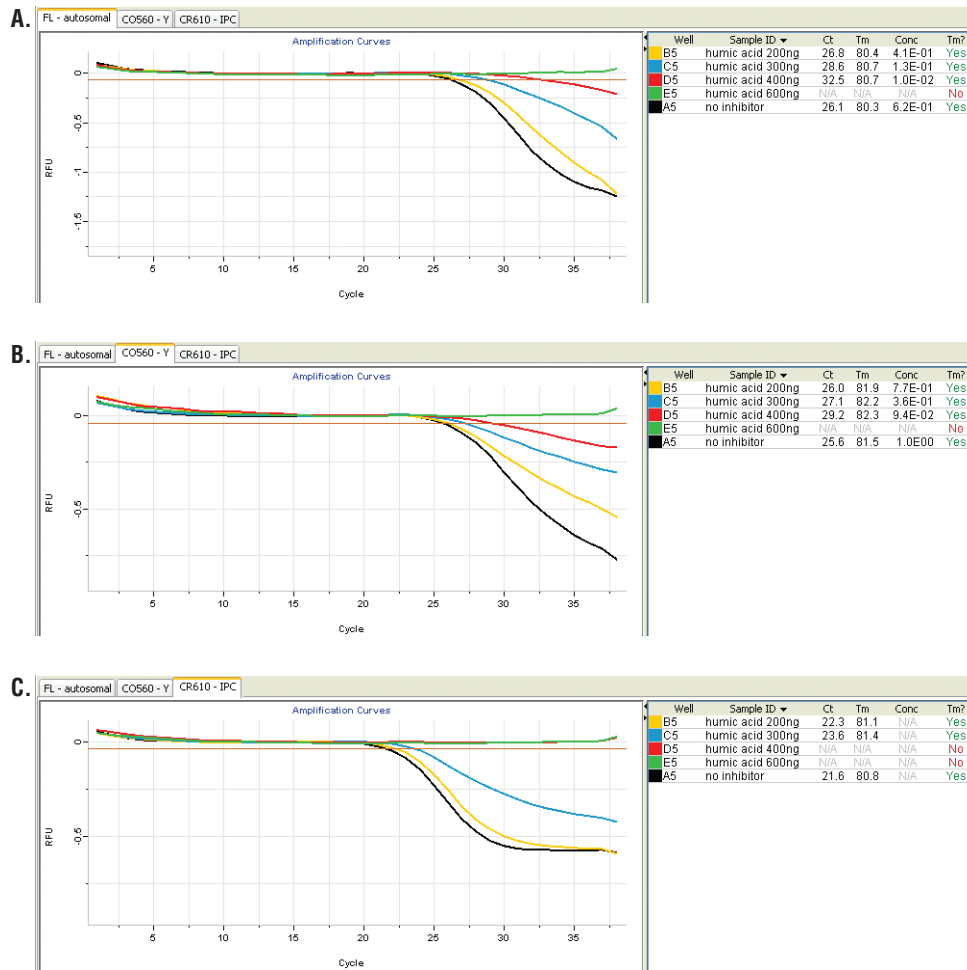 A.
FL - autosomal CO560 - Y CR610 - IPC
Amplification Curves
RFU
0
-0.5
-1
-1.5
5 10 15 20 25 30 35
Cycle
Well Sample ID Ct Tm Conc Tm?
B5 humic acid 200ng 26.8 80.4 4.1E-01 Yes
C5 humic acid 300ng 28.6 80.7 1.3E-01 Yes
D5 humic acid 400ng 32.5 80.7 1.0E-02 Yes
E5 humic acid 600ng N/A N/A N/A No
A5 no inhibitor 26.1 80.3 6.2E-01 Yes
B.
FL - autosomal CO560 - Y CR610 - IPC
Amplification Curves
RFU
0
-0.5
5 10 15 20 25 30 35
Cycle
Well Sample ID Ct Tm Conc Tm?
B5 humic acid 200ng 26.0 81.9 7.7E-01 Yes
C5 humic acid 300ng 27.1 82.2 3.6E-01 Yes
D5 humic acid 400ng 29.2 82.3 9.4E-02 Yes
E5 humic acid 600ng N/A N/A N/A No
A5 no inhibitor 25.6 81.5 1.0E00 Yes
C.
FL - autosomal CO560 - Y CR610 - IPC
Amplification Curves
RFU
0
-0.5
5 10 15 20 25 30 35
Cycle
Well Sample ID Ct Tm Conc Tm?
B5 humic acid 200ng 22.3 81.1 N/A Yes
C5 humic acid 300ng 23.6 81.4 N/A Yes
D5 humic acid 400ng N/A N/A N/A No
E5 humic acid 600ng N/A N/A N/A No
A5 no inhibitor 21.6 80.8 N/A Yes